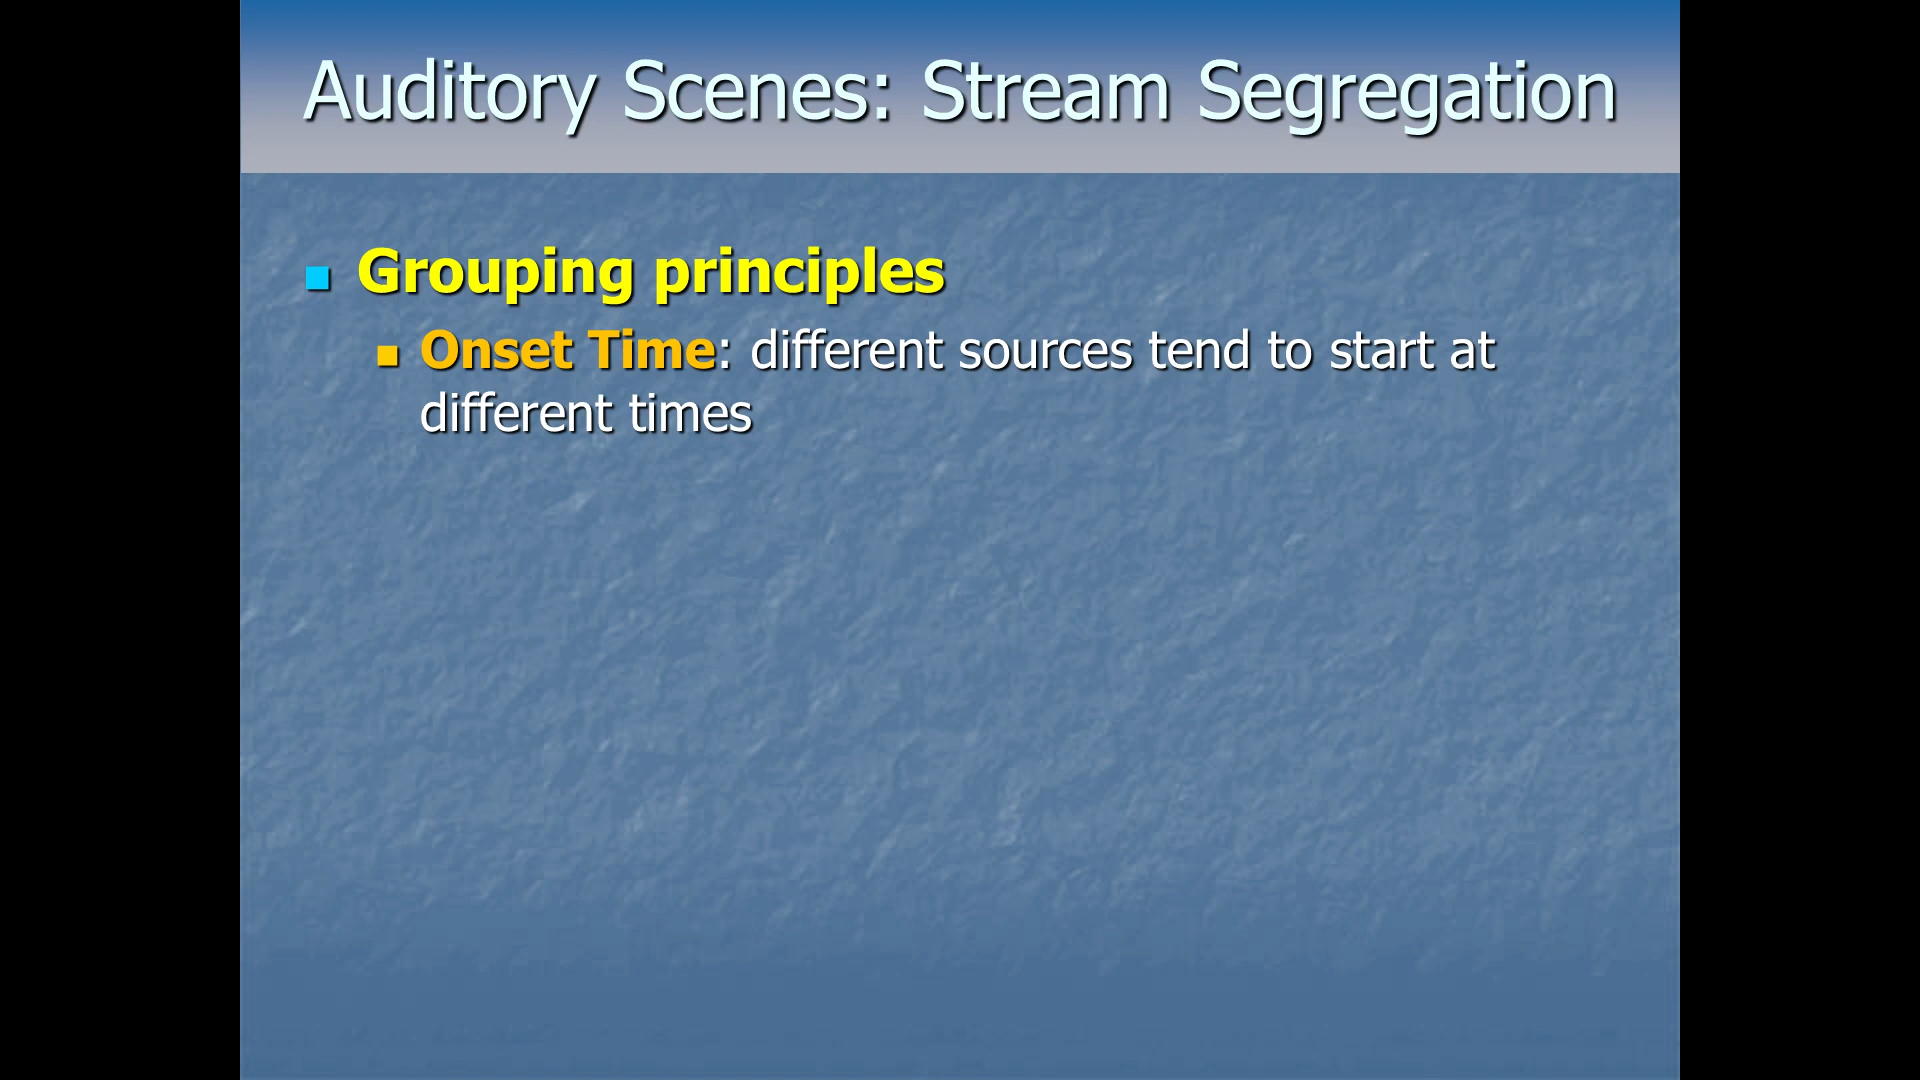 Auditory Scenes: Stream Segregation
Grouping principles
Onset Time: different sources tend to start at
different times